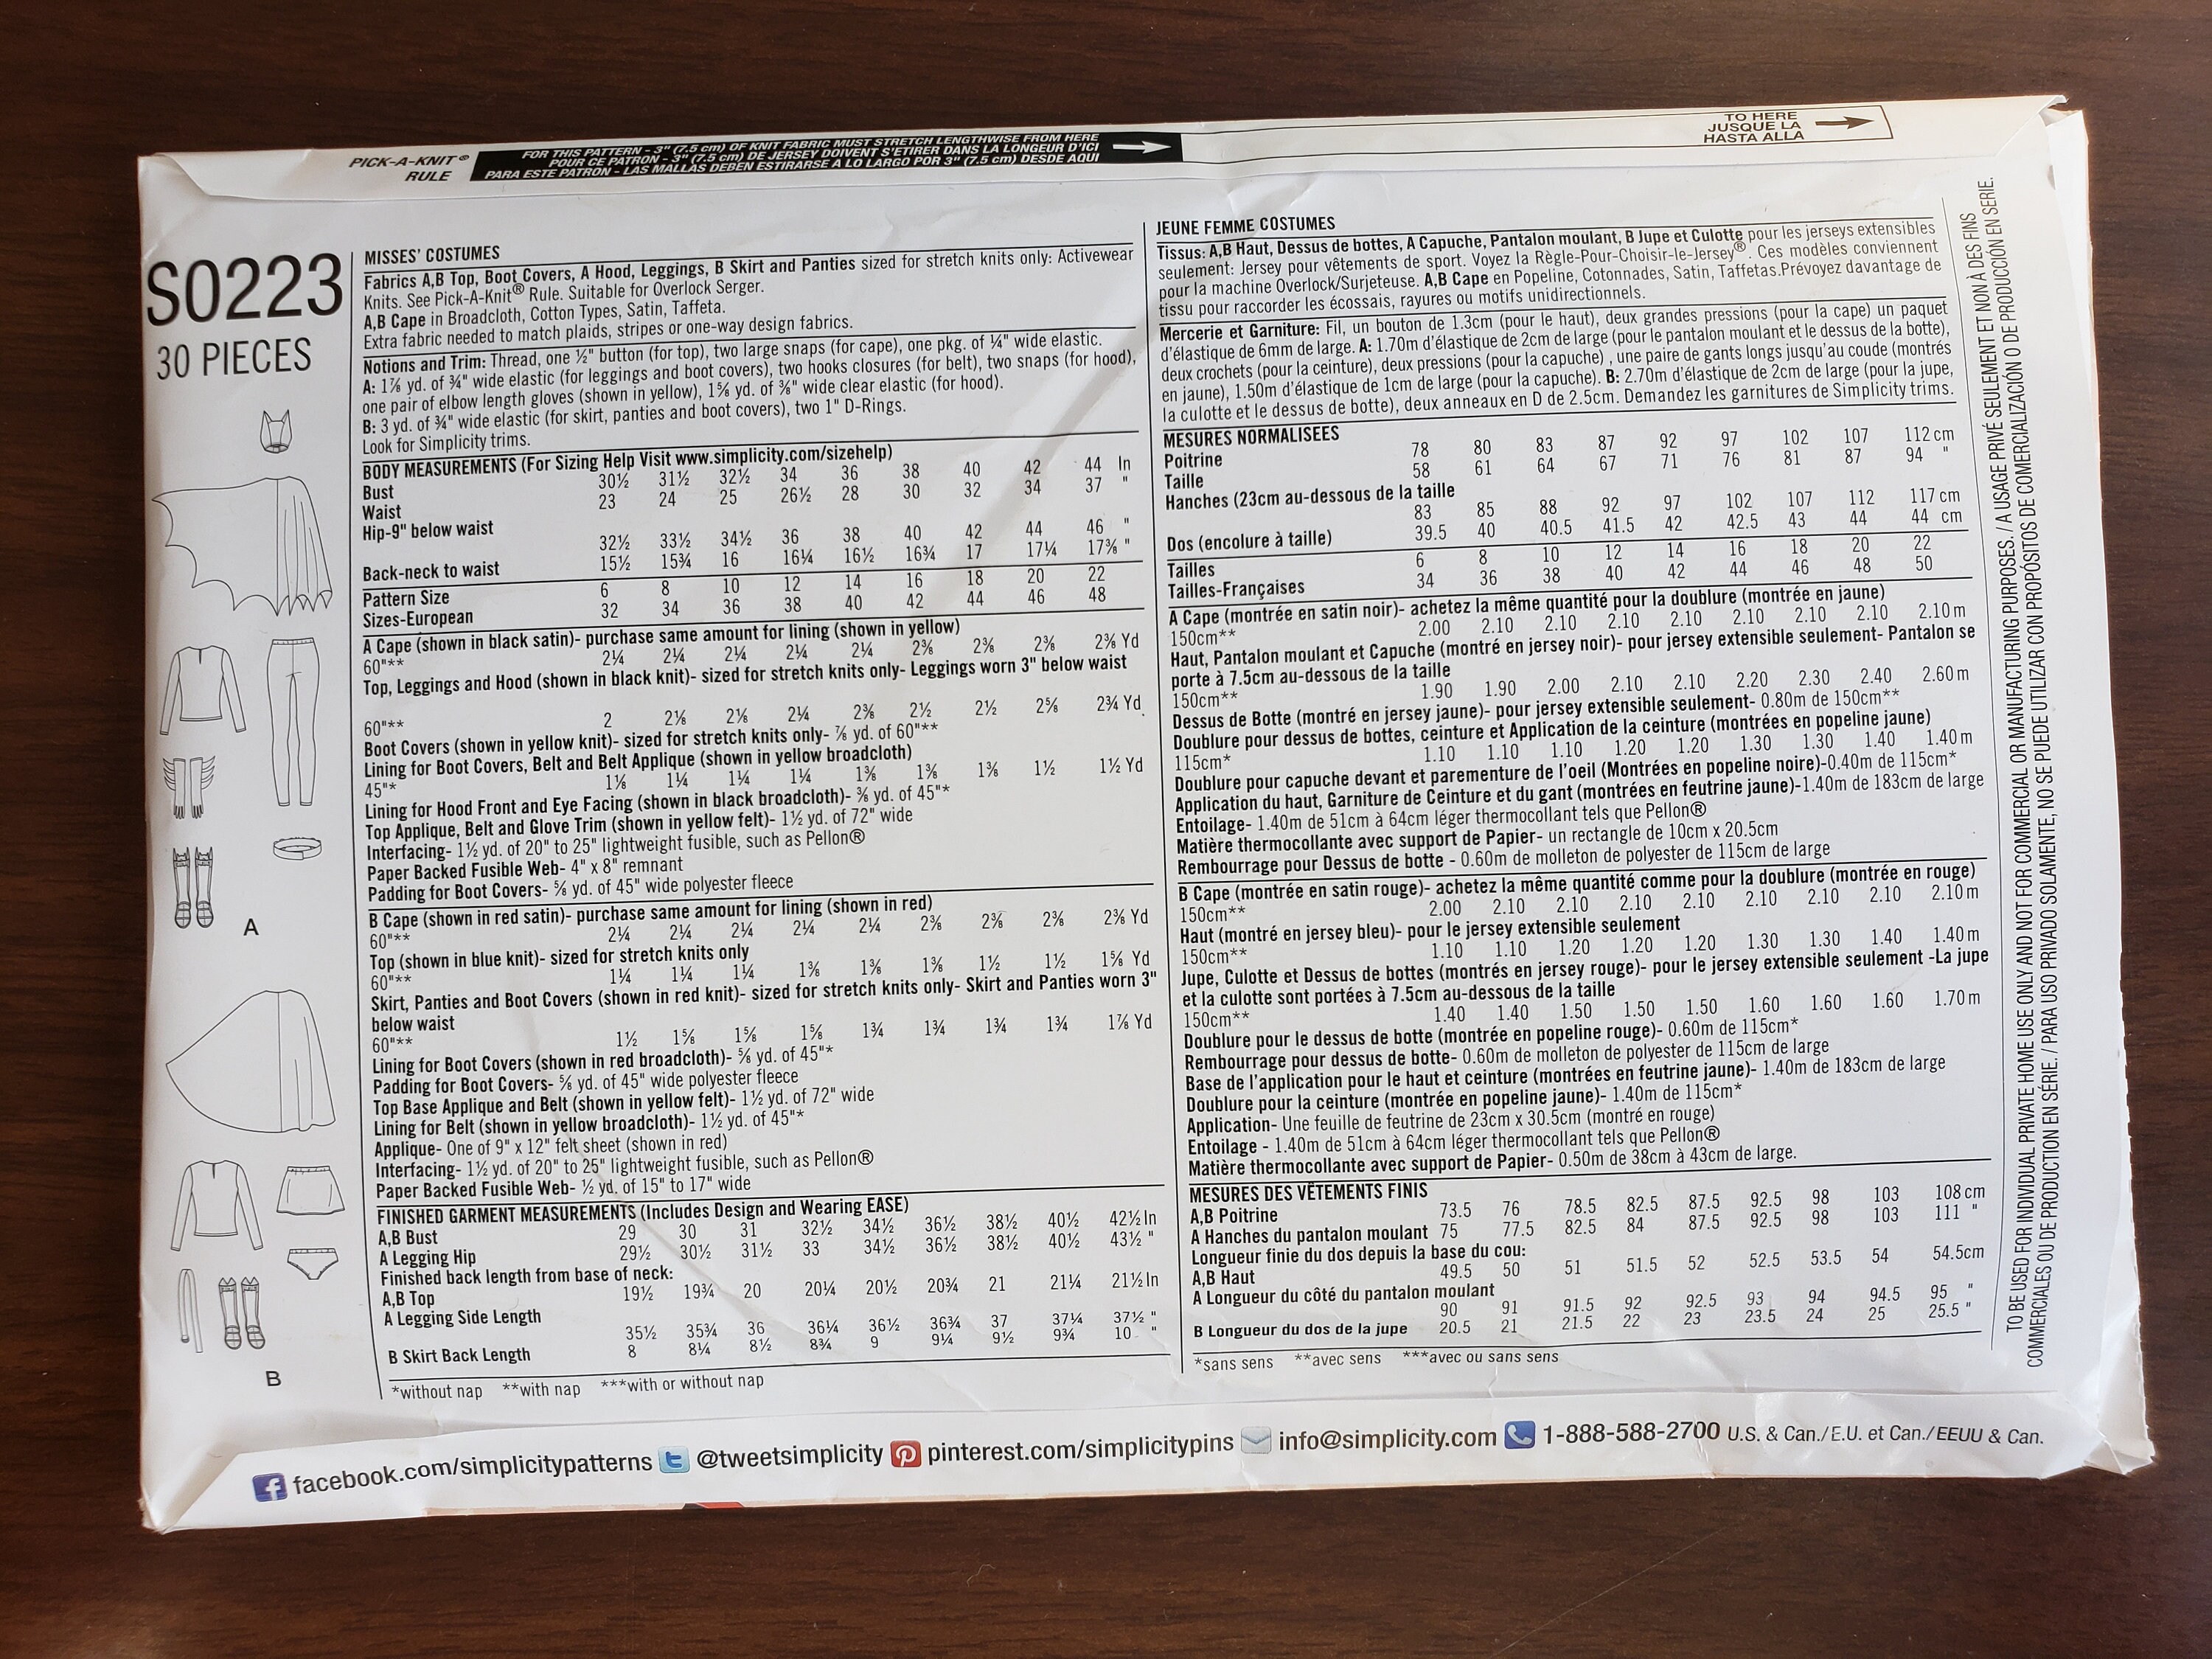 PICK-A-KNIT® RULE
FOR THIS PATTERN - 3" (7.5 cm) OF KNIT FABRIC MUST STRETCH LENGTHWISE FROM HERE
POUR CE PATRON - 3" (7.5 cm) DE JERSEY DOIVENT S'ETIRER DANS LA LONGEUR D'ICI
PARA ESTE PATRON - LAS MALLAS DEBEN ESTIRARSE A LO LARGO POR 3" (7.5 cm) DESDE AQUI
TO HERE
JUSQUE LA
HASTA ALLA
S0223
30 PIECES
A
B
MISSES' COSTUMES
Fabrics A,B Top, Boot Covers, A Hood, Leggings, B Skirt and Panties sized for stretch knits only: Activewear
Knits. See Pick-A-Knit® Rule. Suitable for Overlock Serger.
A,B Cape in Broadcloth, Cotton Types, Satin, Taffeta.
Extra fabric needed to match plaids, stripes or one-way design fabrics.
Notions and Trim: Thread, one ½" button (for top), two large snaps (for cape), one pkg. of ¼" wide elastic.
A: 1⅞ yd. of ¾" wide elastic (for leggings and boot covers), two hooks closures (for belt), two snaps (for hood),
one pair of elbow length gloves (shown in yellow), 1⅝ yd. of ⅜" wide clear elastic (for hood).
B: 3 yd. of ¾" wide elastic (for skirt, panties and boot covers), two 1" D-Rings.
Look for Simplicity trims.
BODY MEASUREMENTS (For Sizing Help Visit www.simplicity.com/sizehelp)
Bust 30½ 31½ 32½ 34 36 38 40 42 44 In
Waist 23 24 25 26½ 28 30 32 34 37 "
Hip-9" below waist
32½ 33½ 34½ 36 38 40 42 44 46 "
Back-neck to waist 15½ 15¾ 16 16¼ 16½ 16¾ 17 17¼ 17⅜ "
Pattern Size 6 8 10 12 14 16 18 20 22
Sizes-European 32 34 36 38 40 42 44 46 48
A Cape (shown in black satin)- purchase same amount for lining (shown in yellow)
60"** 2¼ 2¼ 2¼ 2¼ 2¼ 2⅜ 2⅜ 2⅜ 2⅜ Yd
Top, Leggings and Hood (shown in black knit)- sized for stretch knits only- Leggings worn 3" below waist
60"** 2 2⅛ 2⅛ 2¼ 2⅜ 2½ 2½ 2⅝ 2¾ Yd
Boot Covers (shown in yellow knit)- sized for stretch knits only- ⅞ yd. of 60"**
Lining for Boot Covers, Belt and Belt Applique (shown in yellow broadcloth)
45"* 1⅛ 1¼ 1¼ 1¼ 1⅜ 1⅜ 1⅜ 1½ 1½ Yd
Lining for Hood Front and Eye Facing (shown in black broadcloth)- ⅜ yd. of 45"*
Top Applique, Belt and Glove Trim (shown in yellow felt)- 1½ yd. of 72" wide
Interfacing- 1½ yd. of 20" to 25" lightweight fusible, such as Pellon®
Paper Backed Fusible Web- 4" x 8" remnant
Padding for Boot Covers- ⅝ yd. of 45" wide polyester fleece
B Cape (shown in red satin)- purchase same amount for lining (shown in red)
60"** 2¼ 2¼ 2¼ 2¼ 2¼ 2⅜ 2⅜ 2⅜ 2⅜ Yd
Top (shown in blue knit)- sized for stretch knits only
60"** 1¼ 1¼ 1¼ 1⅜ 1⅜ 1⅜ 1½ 1½ 1⅝ Yd
Skirt, Panties and Boot Covers (shown in red knit)- sized for stretch knits only- Skirt and Panties worn 3"
below waist
60"** 1½ 1⅝ 1⅝ 1⅝ 1¾ 1¾ 1¾ 1¾ 1⅞ Yd
Lining for Boot Covers (shown in red broadcloth)- ⅝ yd. of 45"*
Padding for Boot Covers- ⅝ yd. of 45" wide polyester fleece
Top Base Applique and Belt (shown in yellow felt)- 1½ yd. of 72" wide
Lining for Belt (shown in yellow broadcloth)- 1½ yd. of 45"*
Applique- One of 9" x 12" felt sheet (shown in red)
Interfacing- 1½ yd. of 20" to 25" lightweight fusible, such as Pellon®
Paper Backed Fusible Web- ½ yd. of 15" to 17" wide
FINISHED GARMENT MEASUREMENTS (Includes Design and Wearing EASE)
A,B Bust 29 30 31 32½ 34½ 36½ 38½ 40½ 42½ In
A Legging Hip 29½ 30½ 31½ 33 34½ 36½ 38½ 40½ 43½ "
Finished back length from base of neck:
A,B Top 19½ 19¾ 20 20¼ 20½ 20¾ 21 21¼ 21½ In
A Legging Side Length
35½ 35¾ 36 36¼ 36½ 36¾ 37 37¼ 37½ "
B Skirt Back Length 8 8¼ 8½ 8¾ 9 9¼ 9½ 9¾ 10 "
*without nap **with nap ***with or without nap
JEUNE FEMME COSTUMES
Tissus: A,B Haut, Dessus de bottes, A Capuche, Pantalon moulant, B Jupe et Culotte pour les jerseys extensibles
seulement: Jersey pour vêtements de sport. Voyez la Règle-Pour-Choisir-le-Jersey®. Ces modèles conviennent
pour la machine Overlock/Surjeteuse. A,B Cape en Popeline, Cotonnades, Satin, Taffetas.Prévoyez davantage de
tissu pour raccorder les écossais, rayures ou motifs unidirectionnels.
Mercerie et Garniture: Fil, un bouton de 1.3cm (pour le haut), deux grandes pressions (pour la cape) un paquet
d'élastique de 6mm de large. A: 1.70m d'élastique de 2cm de large (pour le pantalon moulant et le dessus de la botte),
deux crochets (pour la ceinture), deux pressions (pour la capuche) , une paire de gants longs jusqu'au coude (montrés
en jaune), 1.50m d'élastique de 1cm de large (pour la capuche). B: 2.70m d'élastique de 2cm de large (pour la jupe,
la culotte et le dessus de botte), deux anneaux en D de 2.5cm. Demandez les garnitures de Simplicity trims.
MESURES NORMALISEES
Poitrine 78 80 83 87 92 97 102 107 112 cm
Taille 58 61 64 67 71 76 81 87 94 "
Hanches (23cm au-dessous de la taille
83 85 88 92 97 102 107 112 117 cm
Dos (encolure à taille) 39.5 40 40.5 41.5 42 42.5 43 44 44 cm
Tailles 6 8 10 12 14 16 18 20 22
Tailles-Françaises 34 36 38 40 42 44 46 48 50
A Cape (montrée en satin noir)- achetez la même quantité pour la doublure (montrée en jaune)
150cm** 2.00 2.10 2.10 2.10 2.10 2.10 2.10 2.10 2.10 m
Haut, Pantalon moulant et Capuche (montré en jersey noir)- pour jersey extensible seulement- Pantalon se
porte à 7.5cm au-dessous de la taille
150cm** 1.90 1.90 2.00 2.10 2.10 2.20 2.30 2.40 2.60 m
Dessus de Botte (montré en jersey jaune)- pour jersey extensible seulement- 0.80m de 150cm**
Doublure pour dessus de bottes, ceinture et Application de la ceinture (montrées en popeline jaune)
115cm* 1.10 1.10 1.10 1.20 1.20 1.30 1.30 1.40 1.40 m
Doublure pour capuche devant et parementure de l'oeil (Montrées en popeline noire)-0.40m de 115cm*
Application du haut, Garniture de Ceinture et du gant (montrées en feutrine jaune)-1.40m de 183cm de large
Entoilage- 1.40m de 51cm à 64cm léger thermocollant tels que Pellon®
Matière thermocollante avec support de Papier- un rectangle de 10cm x 20.5cm
Rembourrage pour Dessus de botte - 0.60m de molleton de polyester de 115cm de large
B Cape (montrée en satin rouge)- achetez la même quantité comme pour la doublure (montrée en rouge)
150cm** 2.00 2.10 2.10 2.10 2.10 2.10 2.10 2.10 2.10 m
Haut (montré en jersey bleu)- pour le jersey extensible seulement
150cm** 1.10 1.10 1.20 1.20 1.20 1.30 1.30 1.40 1.40 m
Jupe, Culotte et Dessus de bottes (montrés en jersey rouge)- pour le jersey extensible seulement -La jupe
et la culotte sont portées à 7.5cm au-dessous de la taille
150cm** 1.40 1.40 1.50 1.50 1.50 1.60 1.60 1.60 1.70 m
Doublure pour le dessus de botte (montrée en popeline rouge)- 0.60m de 115cm*
Rembourrage pour dessus de botte- 0.60m de molleton de polyester de 115cm de large
Base de l'application pour le haut et ceinture (montrées en feutrine jaune)- 1.40m de 183cm de large
Doublure pour la ceinture (montrée en popeline jaune)- 1.40m de 115cm*
Application- Une feuille de feutrine de 23cm x 30.5cm (montré en rouge)
Entoilage - 1.40m de 51cm à 64cm léger thermocollant tels que Pellon®
Matière thermocollante avec support de Papier- 0.50m de 38cm à 43cm de large.
MESURES DES VÊTEMENTS FINIS
A,B Poitrine 73.5 76 78.5 82.5 87.5 92.5 98 103 108 cm
A Hanches du pantalon moulant 75 77.5 82.5 84 87.5 92.5 98 103 111 "
Longueur finie du dos depuis la base du cou:
A,B Haut 49.5 50 51 51.5 52 52.5 53.5 54 54.5cm
A Longueur du côté du pantalon moulant
90 91 91.5 92 92.5 93 94 94.5 95 "
B Longueur du dos de la jupe 20.5 21 21.5 22 23 23.5 24 25 25.5 "
*sans sens **avec sens ***avec ou sans sens
TO BE USED FOR INDIVIDUAL PRIVATE HOME USE ONLY AND NOT FOR COMMERCIAL OR MANUFACTURING PURPOSES. / A USAGE PRIVÉ SEULEMENT ET NON À DES FINS
COMMERCIALES OU DE PRODUCTION EN SÉRIE. / PARA USO PRIVADO SOLAMENTE, NO SE PUEDE UTILIZAR CON PROPÓSITOS DE COMERCIALIZACIÓN O DE PRODUCCIÓN EN SERIE.
facebook.com/simplicitypatterns @tweetsimplicity pinterest.com/simplicitypins info@simplicity.com 1-888-588-2700 U.S. & Can./E.U. et Can./EEUU & Can.